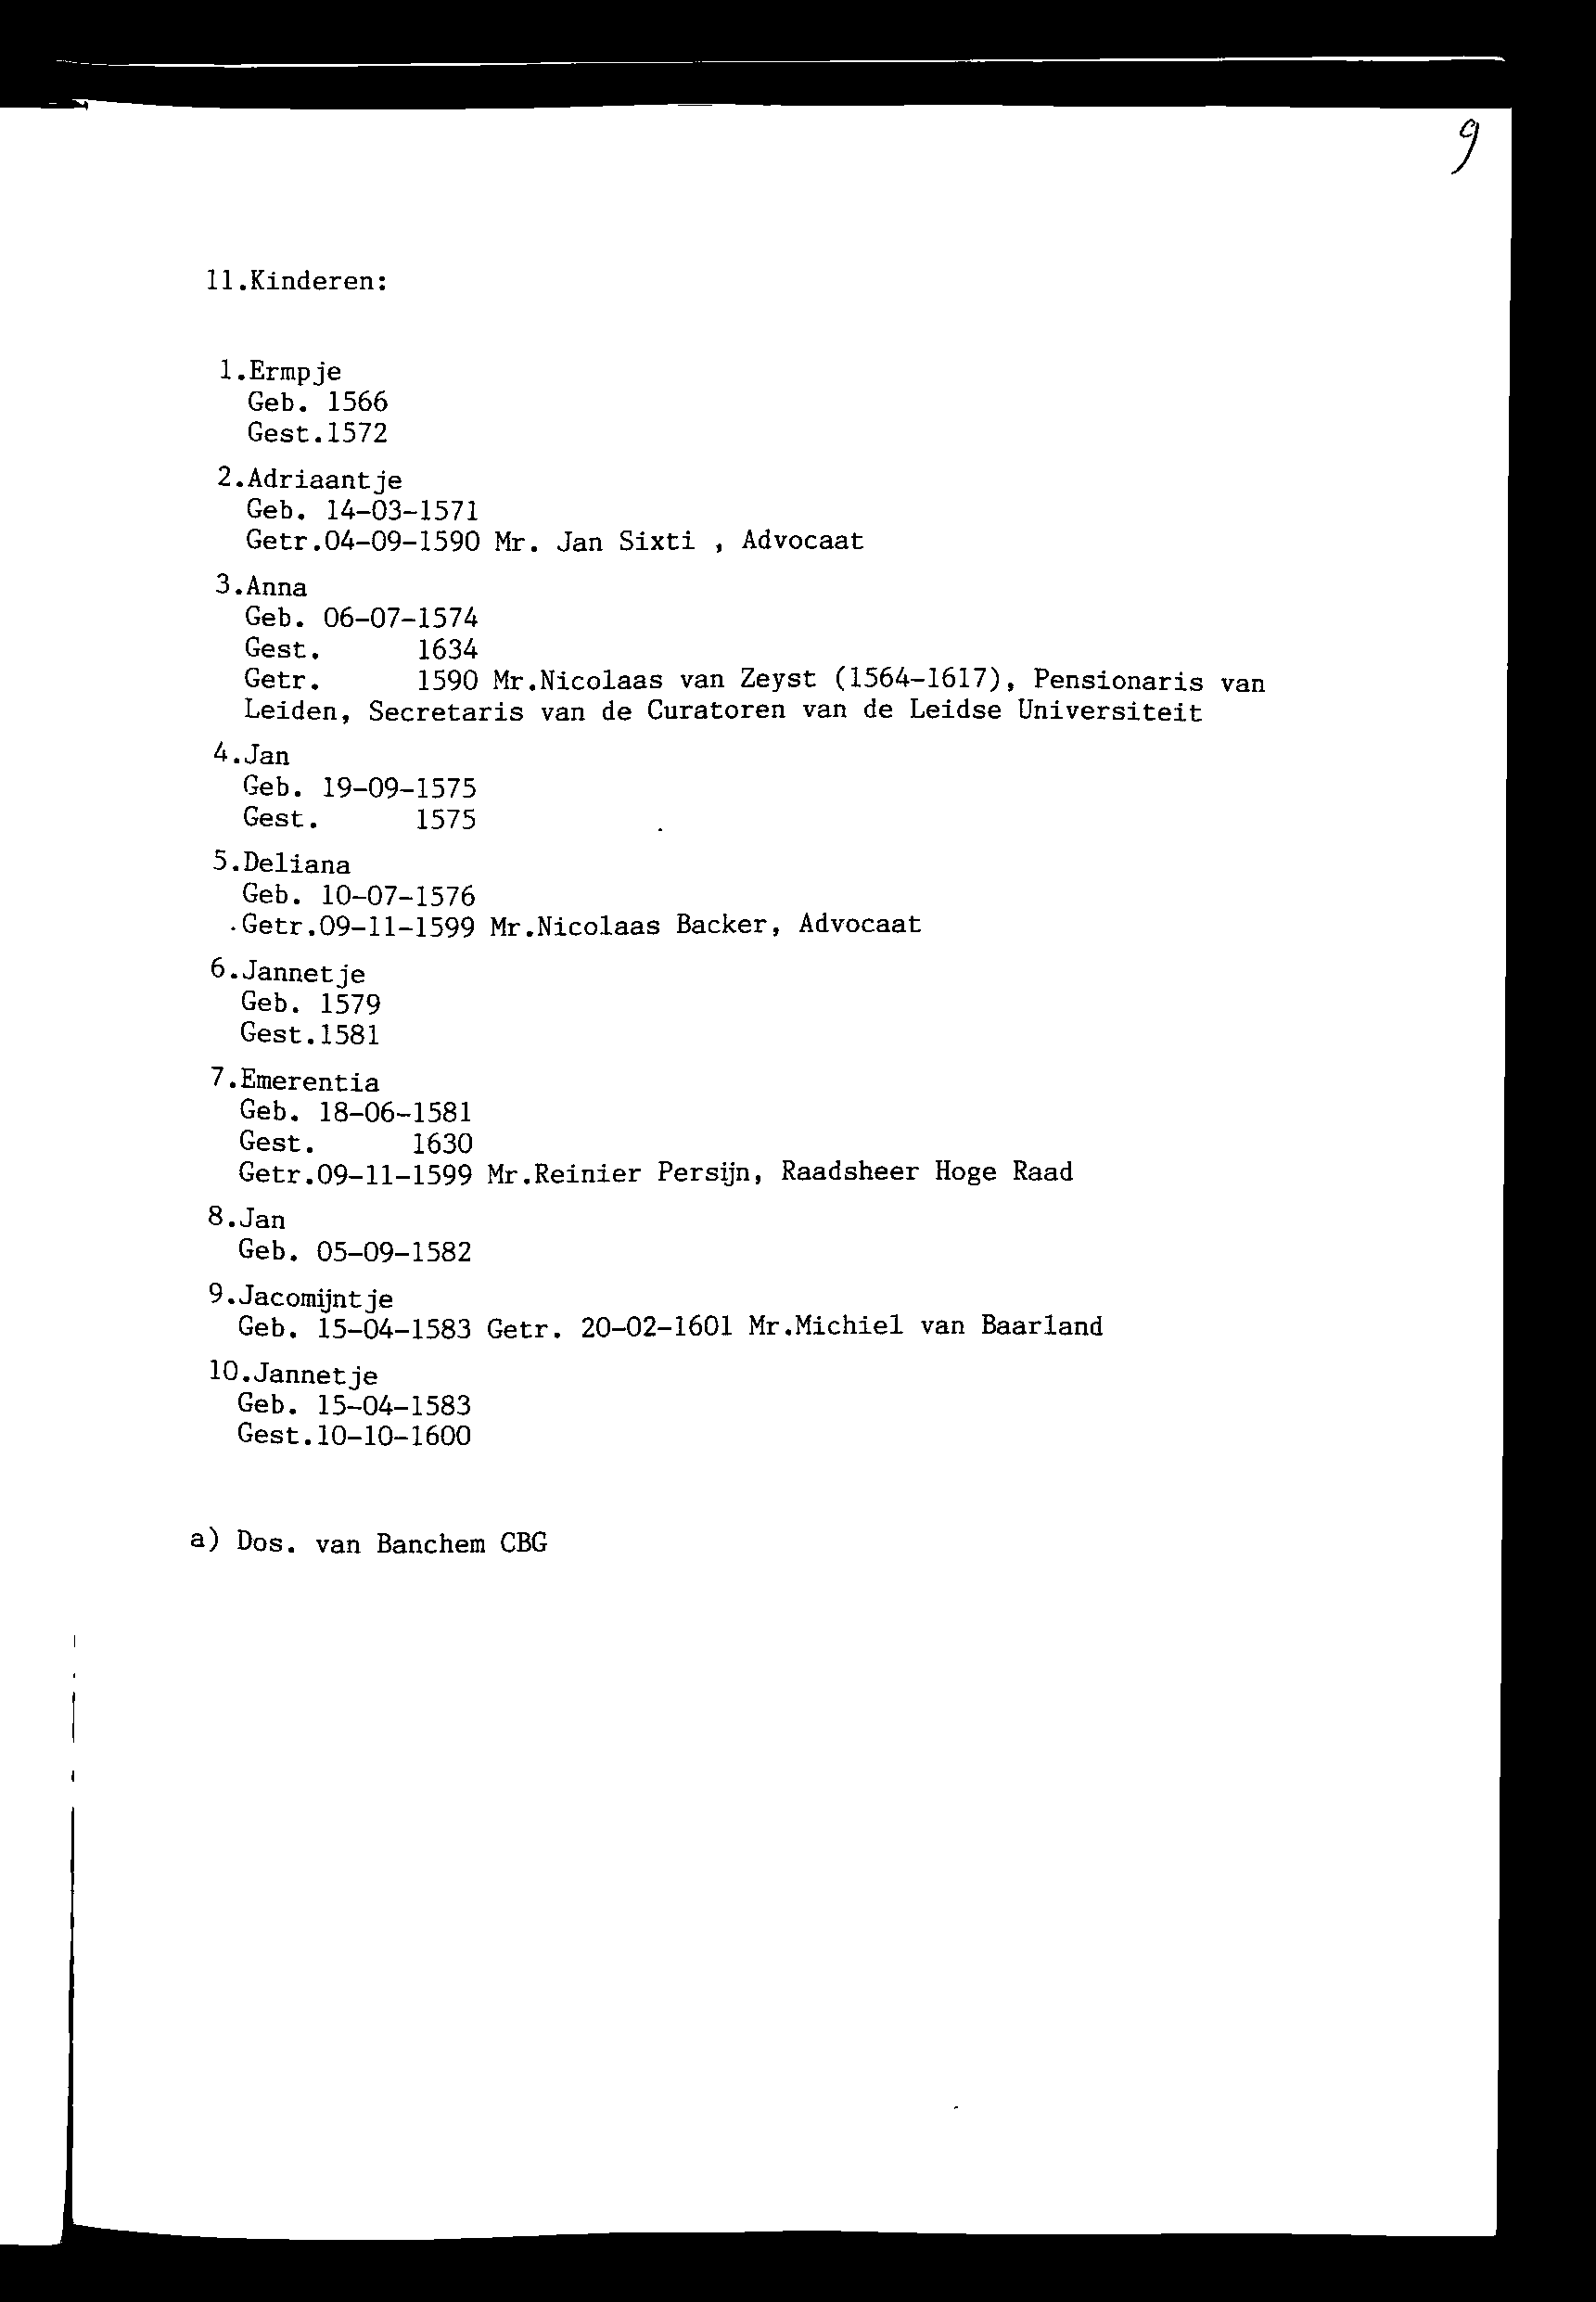 9
11.Kinderen:
1.Ermpje
Geb. 1566
Gest.1572
2.Adriaantje
Geb. 14-03-1571
Getr.04-09-1590 Mr. Jan Sixti , Advocaat
3.Anna
Geb. 06-07-1574
Gest. 1634
Getr. 1590 Mr.Nicolaas van Zeyst (1564-1617), Pensionaris van
Leiden, Secretaris van de Curatoren van de Leidse Universiteit
4.Jan
Geb. 19-09-1575
Gest. 1575
5.Deliana
Geb. 10-07-1576
Getr.09-11-1599 Mr.Nicolaas Backer, Advocaat
6.Jannetje
Geb. 1579
Gest.1581
7.Emerentia
Geb. 18-06-1581
Gest. 1630
Getr.09-11-1599 Mr.Reinier Persijn, Raadsheer Hoge Raad
8.Jan
Geb. 05-09-1582
9.Jacomijntje
Geb. 15-04-1583 Getr. 20-02-1601 Mr.Michiel van Baarland
10.Jannetje
Geb. 15-04-1583
Gest.10-10-1600
a) Dos. van Banchem CBG